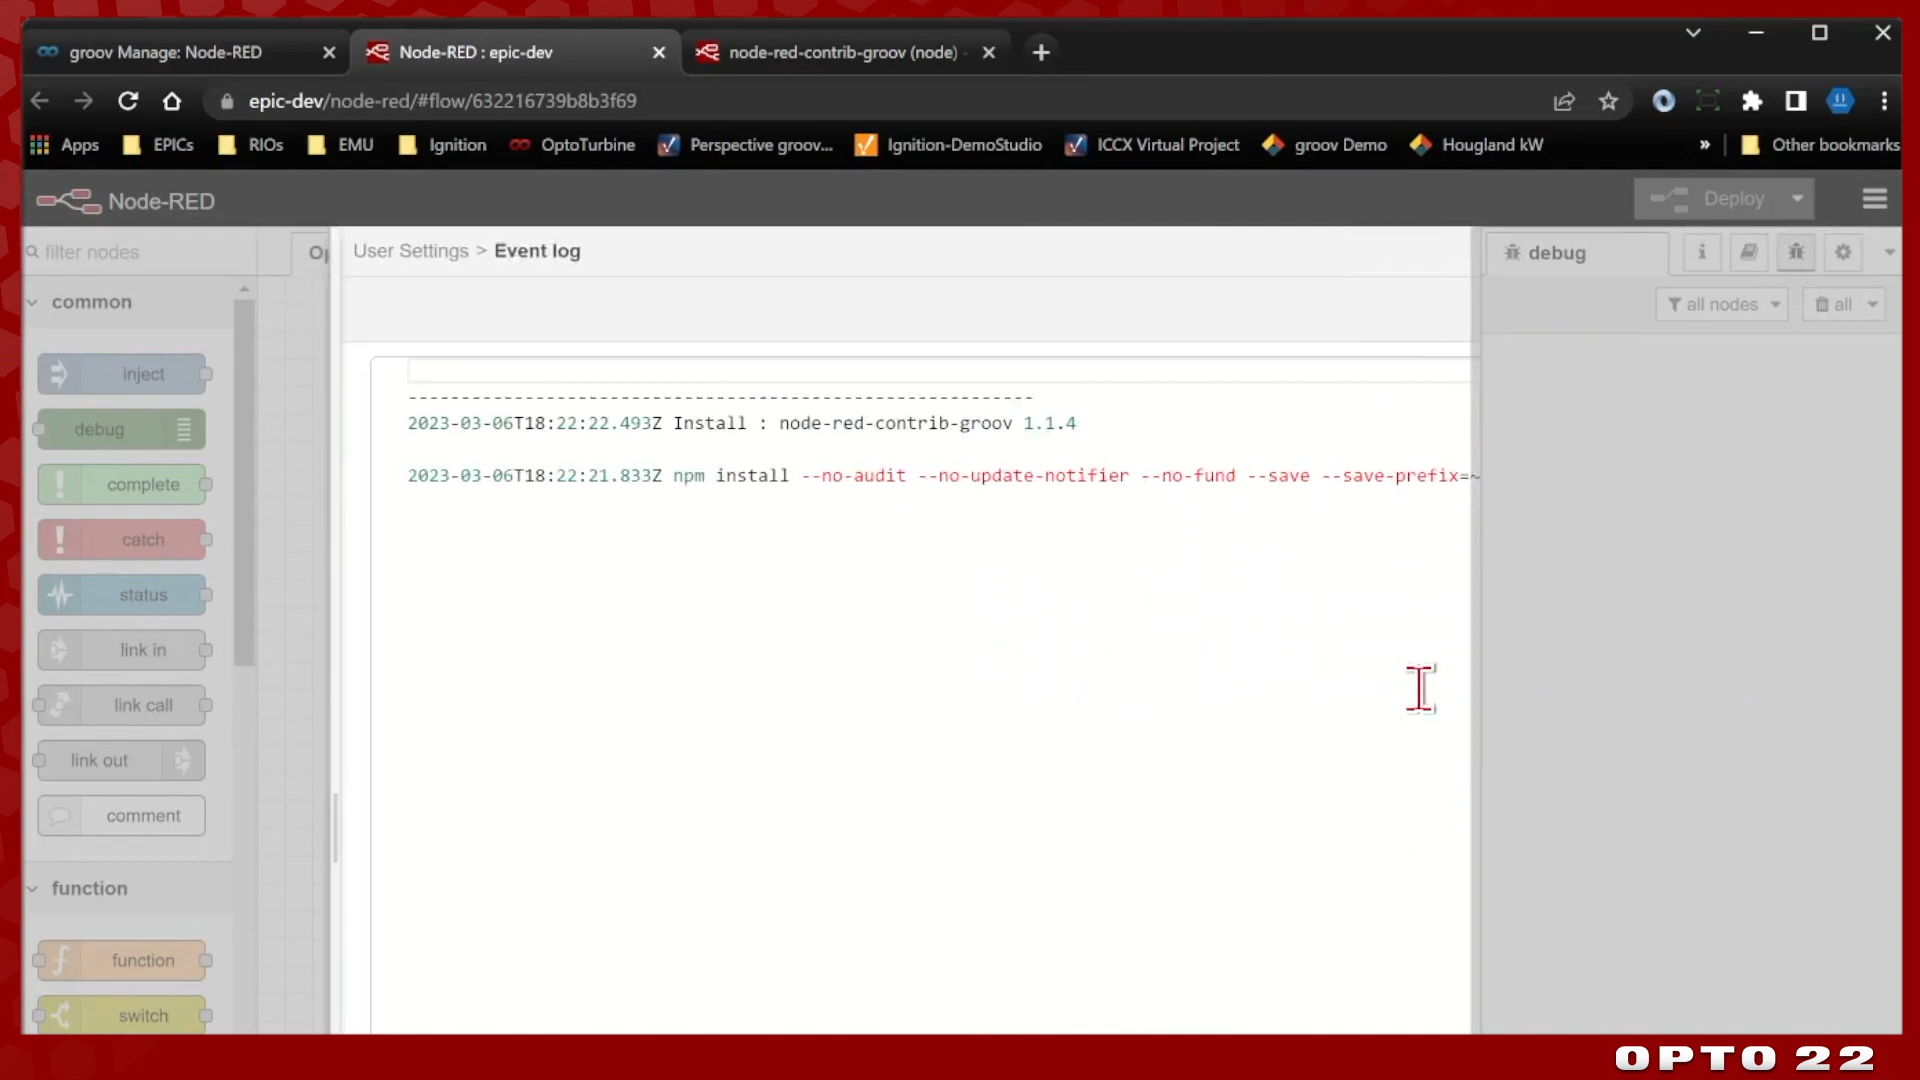 groov Manage: Node-RED
Node-RED : epic-dev
node-red-contrib-groov (node)
epic-dev/node-red/#flow/632216739b8b3f69
Apps
EPICs
RIOs
EMU
Ignition
OptoTurbine
Perspective groov...
Ignition-DemoStudio
ICCX Virtual Project
groov Demo
Hougland kW
»
Other bookmarks
Node-RED
Deploy
filter nodes
User Settings > Event log
debug
all nodes
all
common
inject
debug
complete
catch
status
link in
link call
link out
comment
function
function
switch
-----------------------------------------------------------
2023-03-06T18:22:22.493Z Install : node-red-contrib-groov 1.1.4
2023-03-06T18:22:21.833Z npm install --no-audit --no-update-notifier --no-fund --save --save-prefix=~
OPTO 22